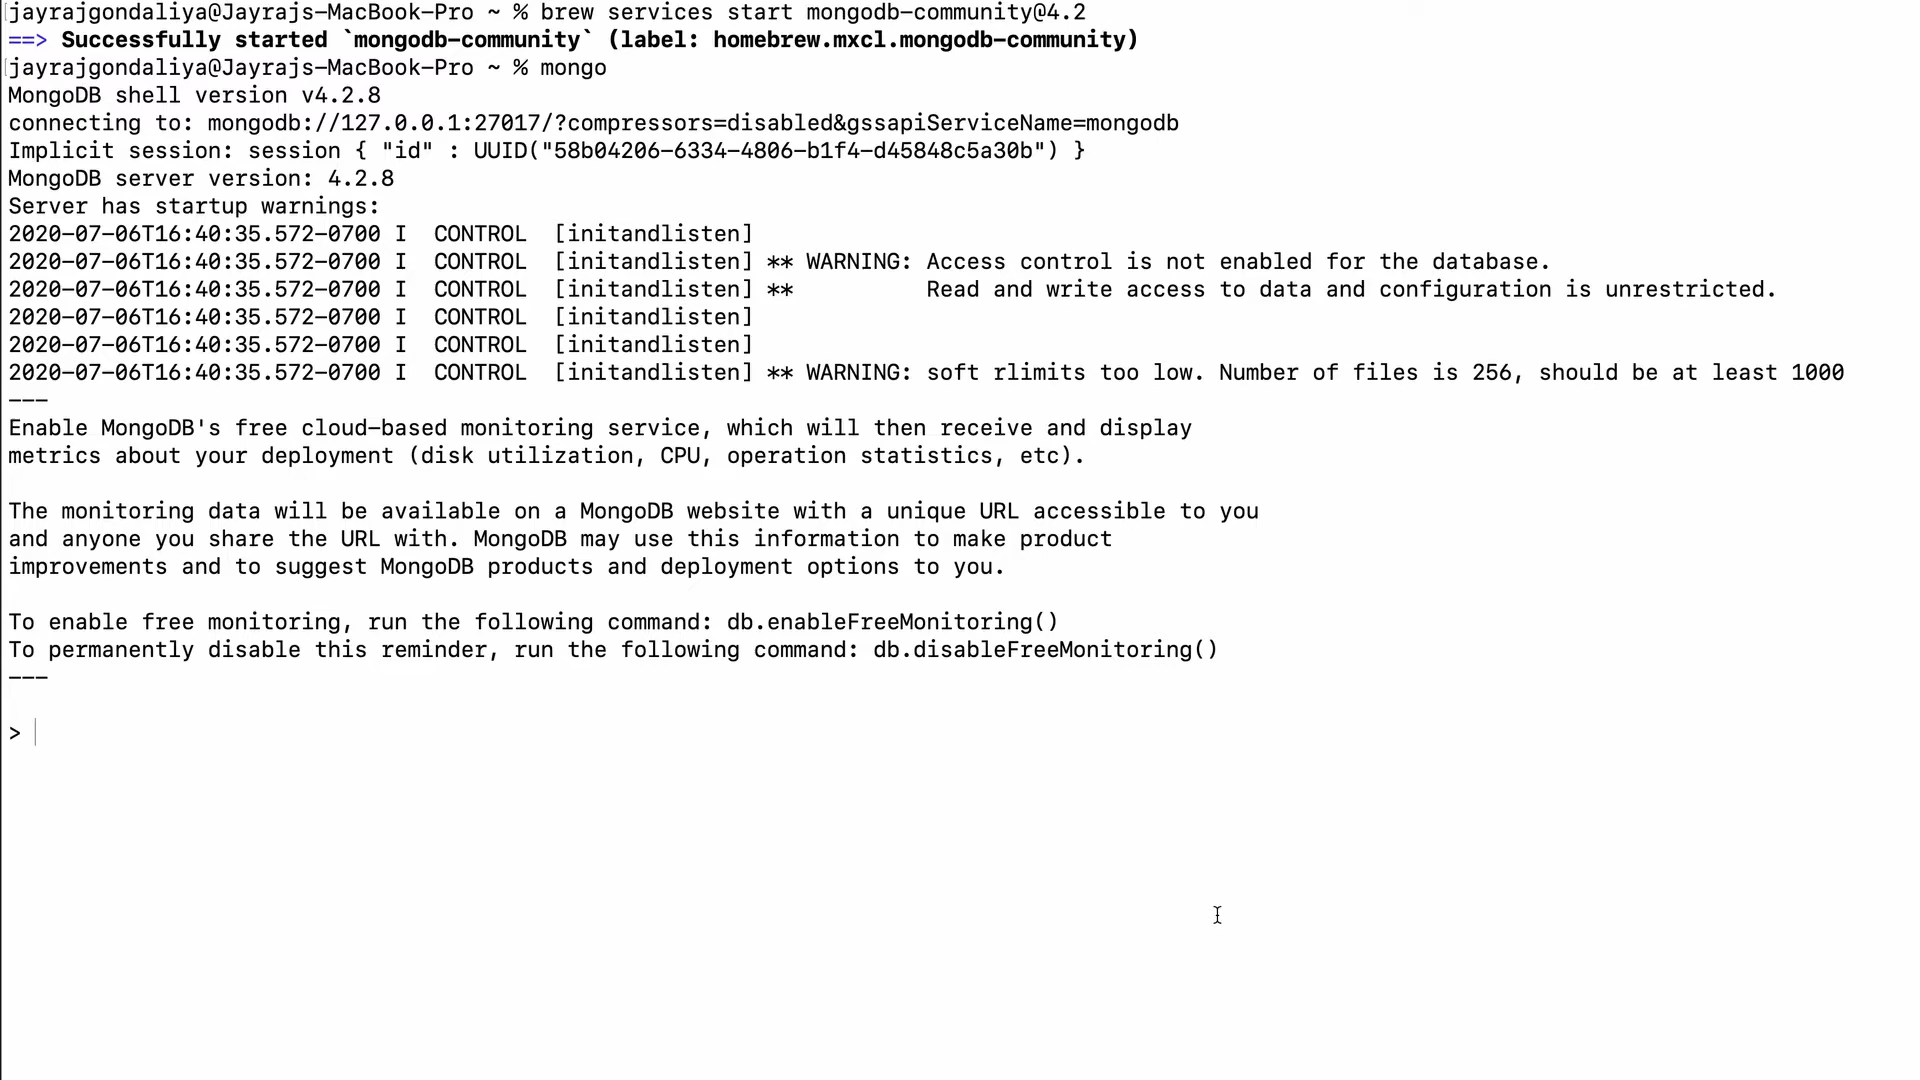 jayrajgondaliya@Jayrajs-MacBook-Pro ~ % brew services start mongodb-community@4.2
==> Successfully started `mongodb-community` (label: homebrew.mxcl.mongodb-community)
jayrajgondaliya@Jayrajs-MacBook-Pro ~ % mongo
MongoDB shell version v4.2.8
connecting to: mongodb://127.0.0.1:27017/?compressors=disabled&gssapiServiceName=mongodb
Implicit session: session { "id" : UUID("58b04206-6334-4806-b1f4-d45848c5a30b") }
MongoDB server version: 4.2.8
Server has startup warnings:
2020-07-06T16:40:35.572-0700 I  CONTROL  [initandlisten]
2020-07-06T16:40:35.572-0700 I  CONTROL  [initandlisten] ** WARNING: Access control is not enabled for the database.
2020-07-06T16:40:35.572-0700 I  CONTROL  [initandlisten] **          Read and write access to data and configuration is unrestricted.
2020-07-06T16:40:35.572-0700 I  CONTROL  [initandlisten]
2020-07-06T16:40:35.572-0700 I  CONTROL  [initandlisten]
2020-07-06T16:40:35.572-0700 I  CONTROL  [initandlisten] ** WARNING: soft rlimits too low. Number of files is 256, should be at least 1000
---
Enable MongoDB's free cloud-based monitoring service, which will then receive and display
metrics about your deployment (disk utilization, CPU, operation statistics, etc).

The monitoring data will be available on a MongoDB website with a unique URL accessible to you
and anyone you share the URL with. MongoDB may use this information to make product
improvements and to suggest MongoDB products and deployment options to you.

To enable free monitoring, run the following command: db.enableFreeMonitoring()
To permanently disable this reminder, run the following command: db.disableFreeMonitoring()
---

>